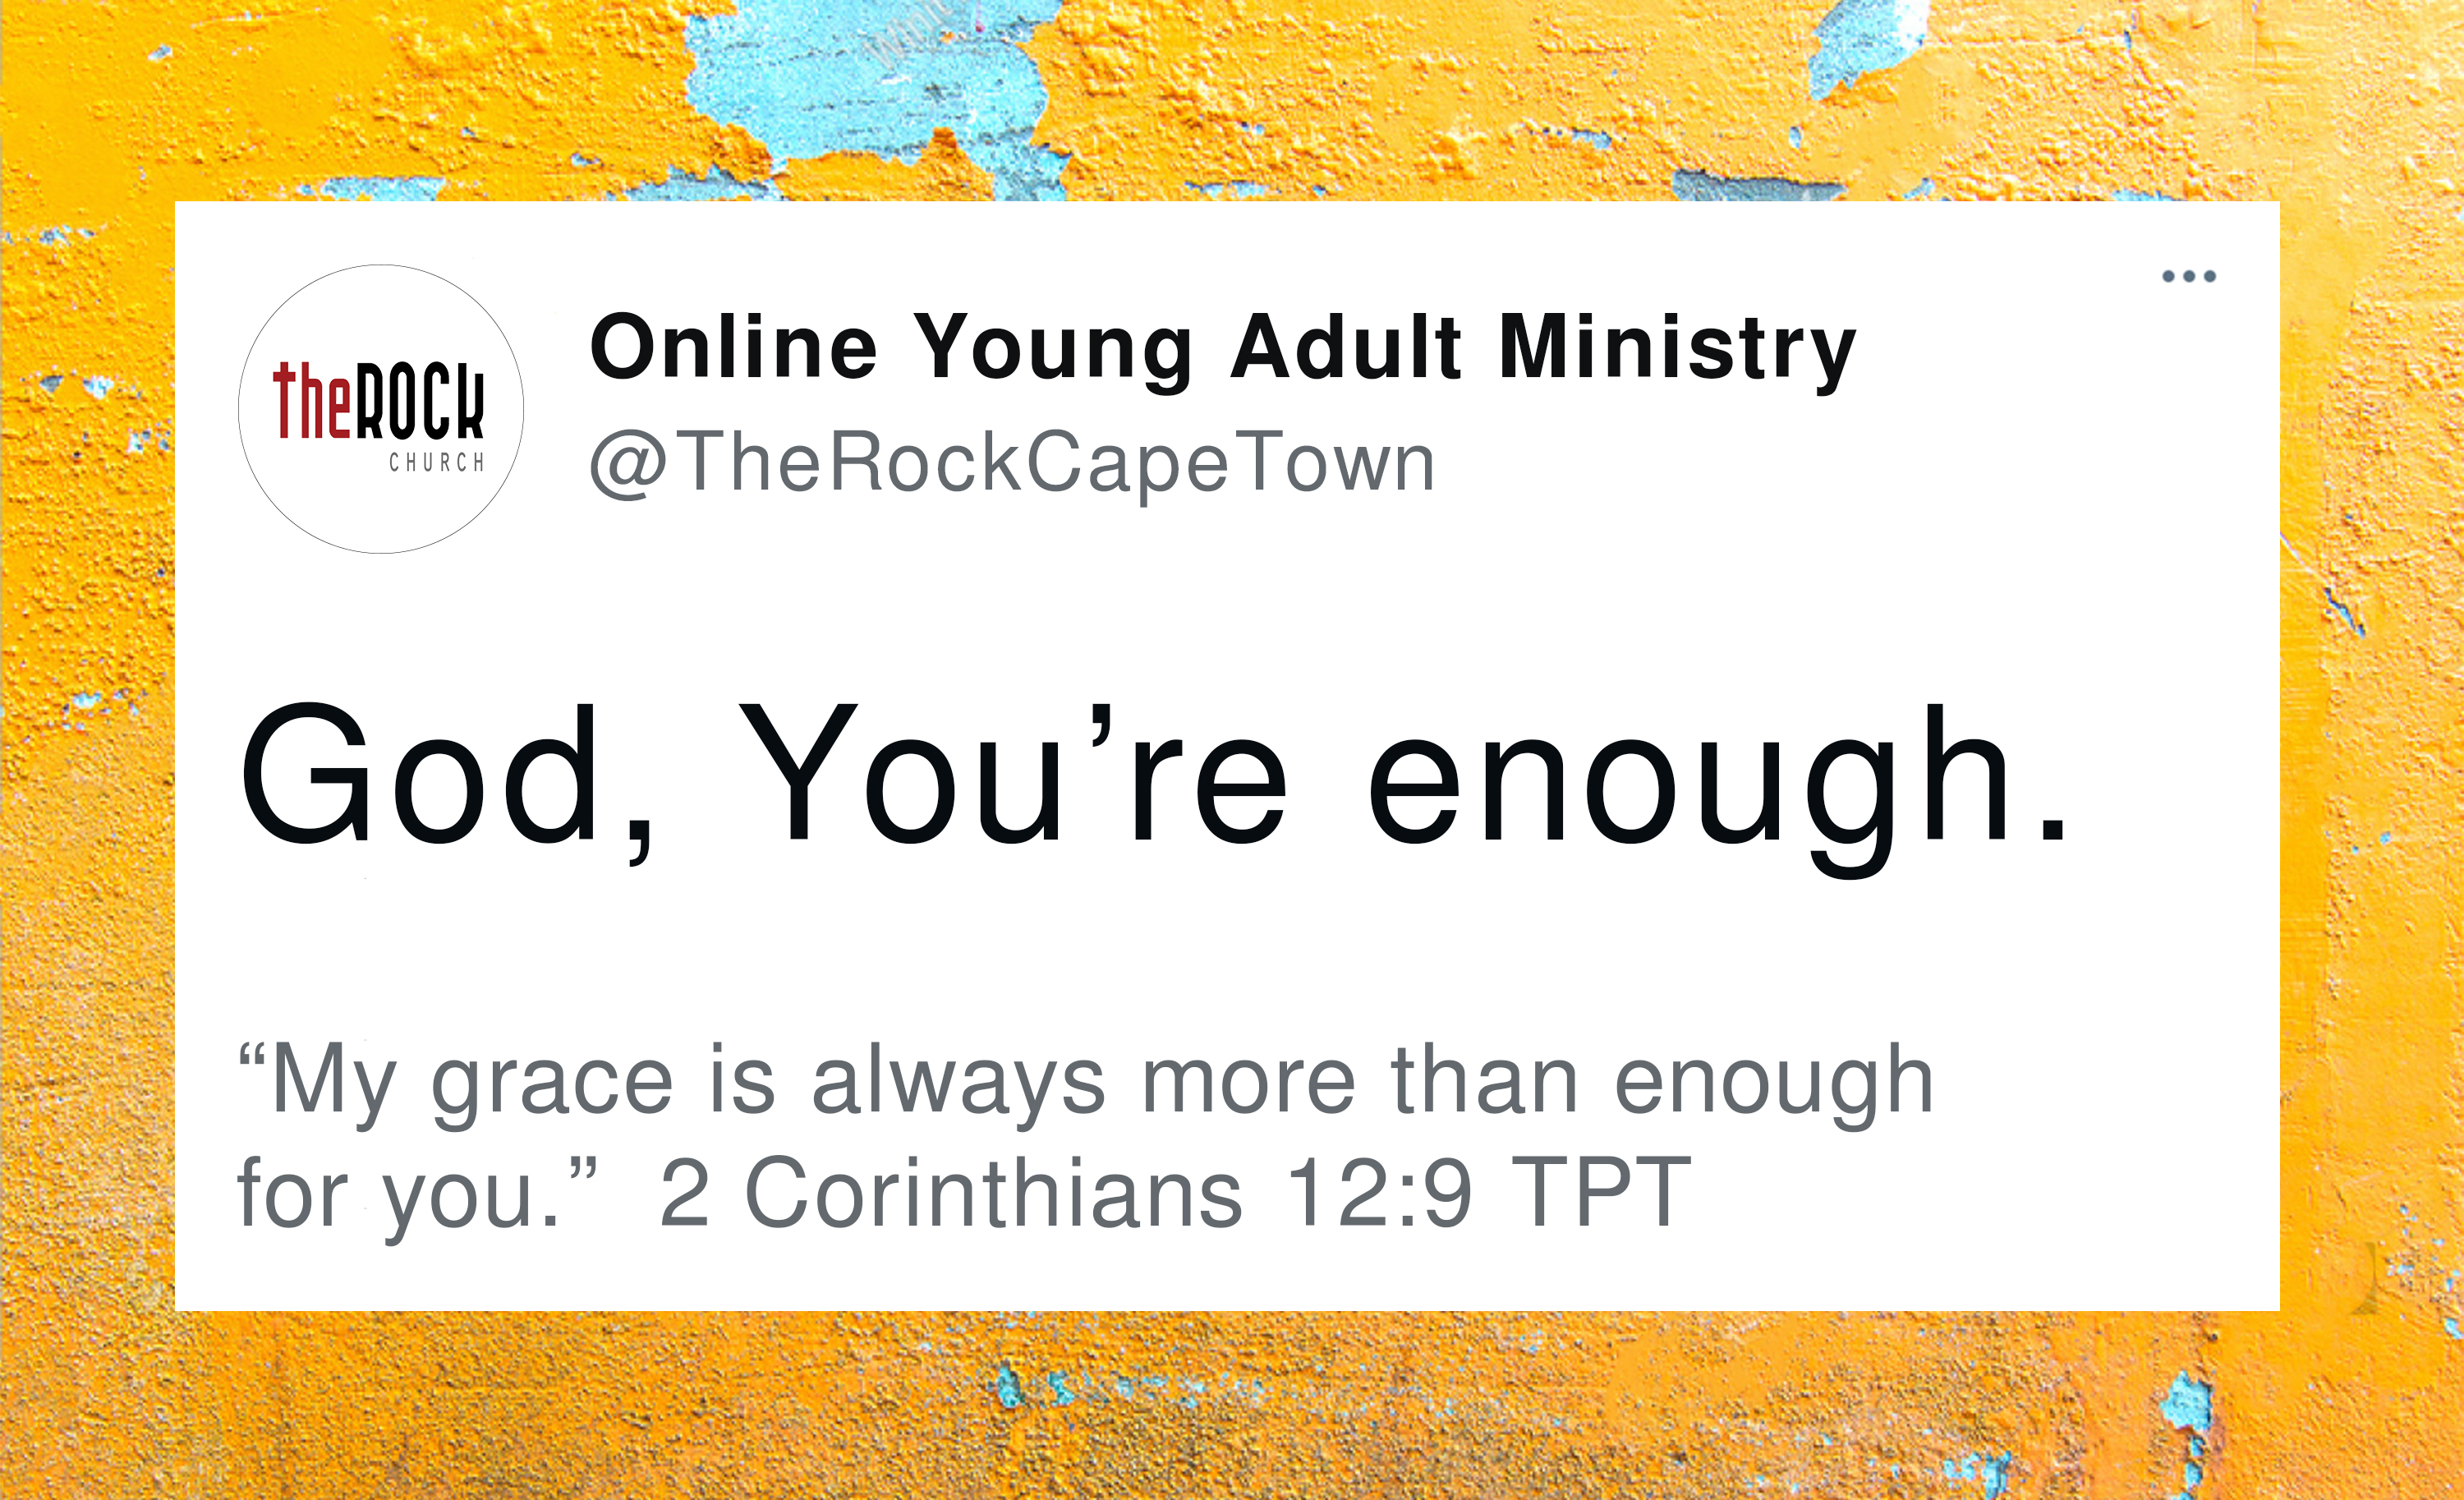 theROCK
CHURCH
Online Young Adult Ministry
@TheRockCapeTown
God, You’re enough.
“My grace is always more than enough
for you.”  2 Corinthians 12:9 TPT